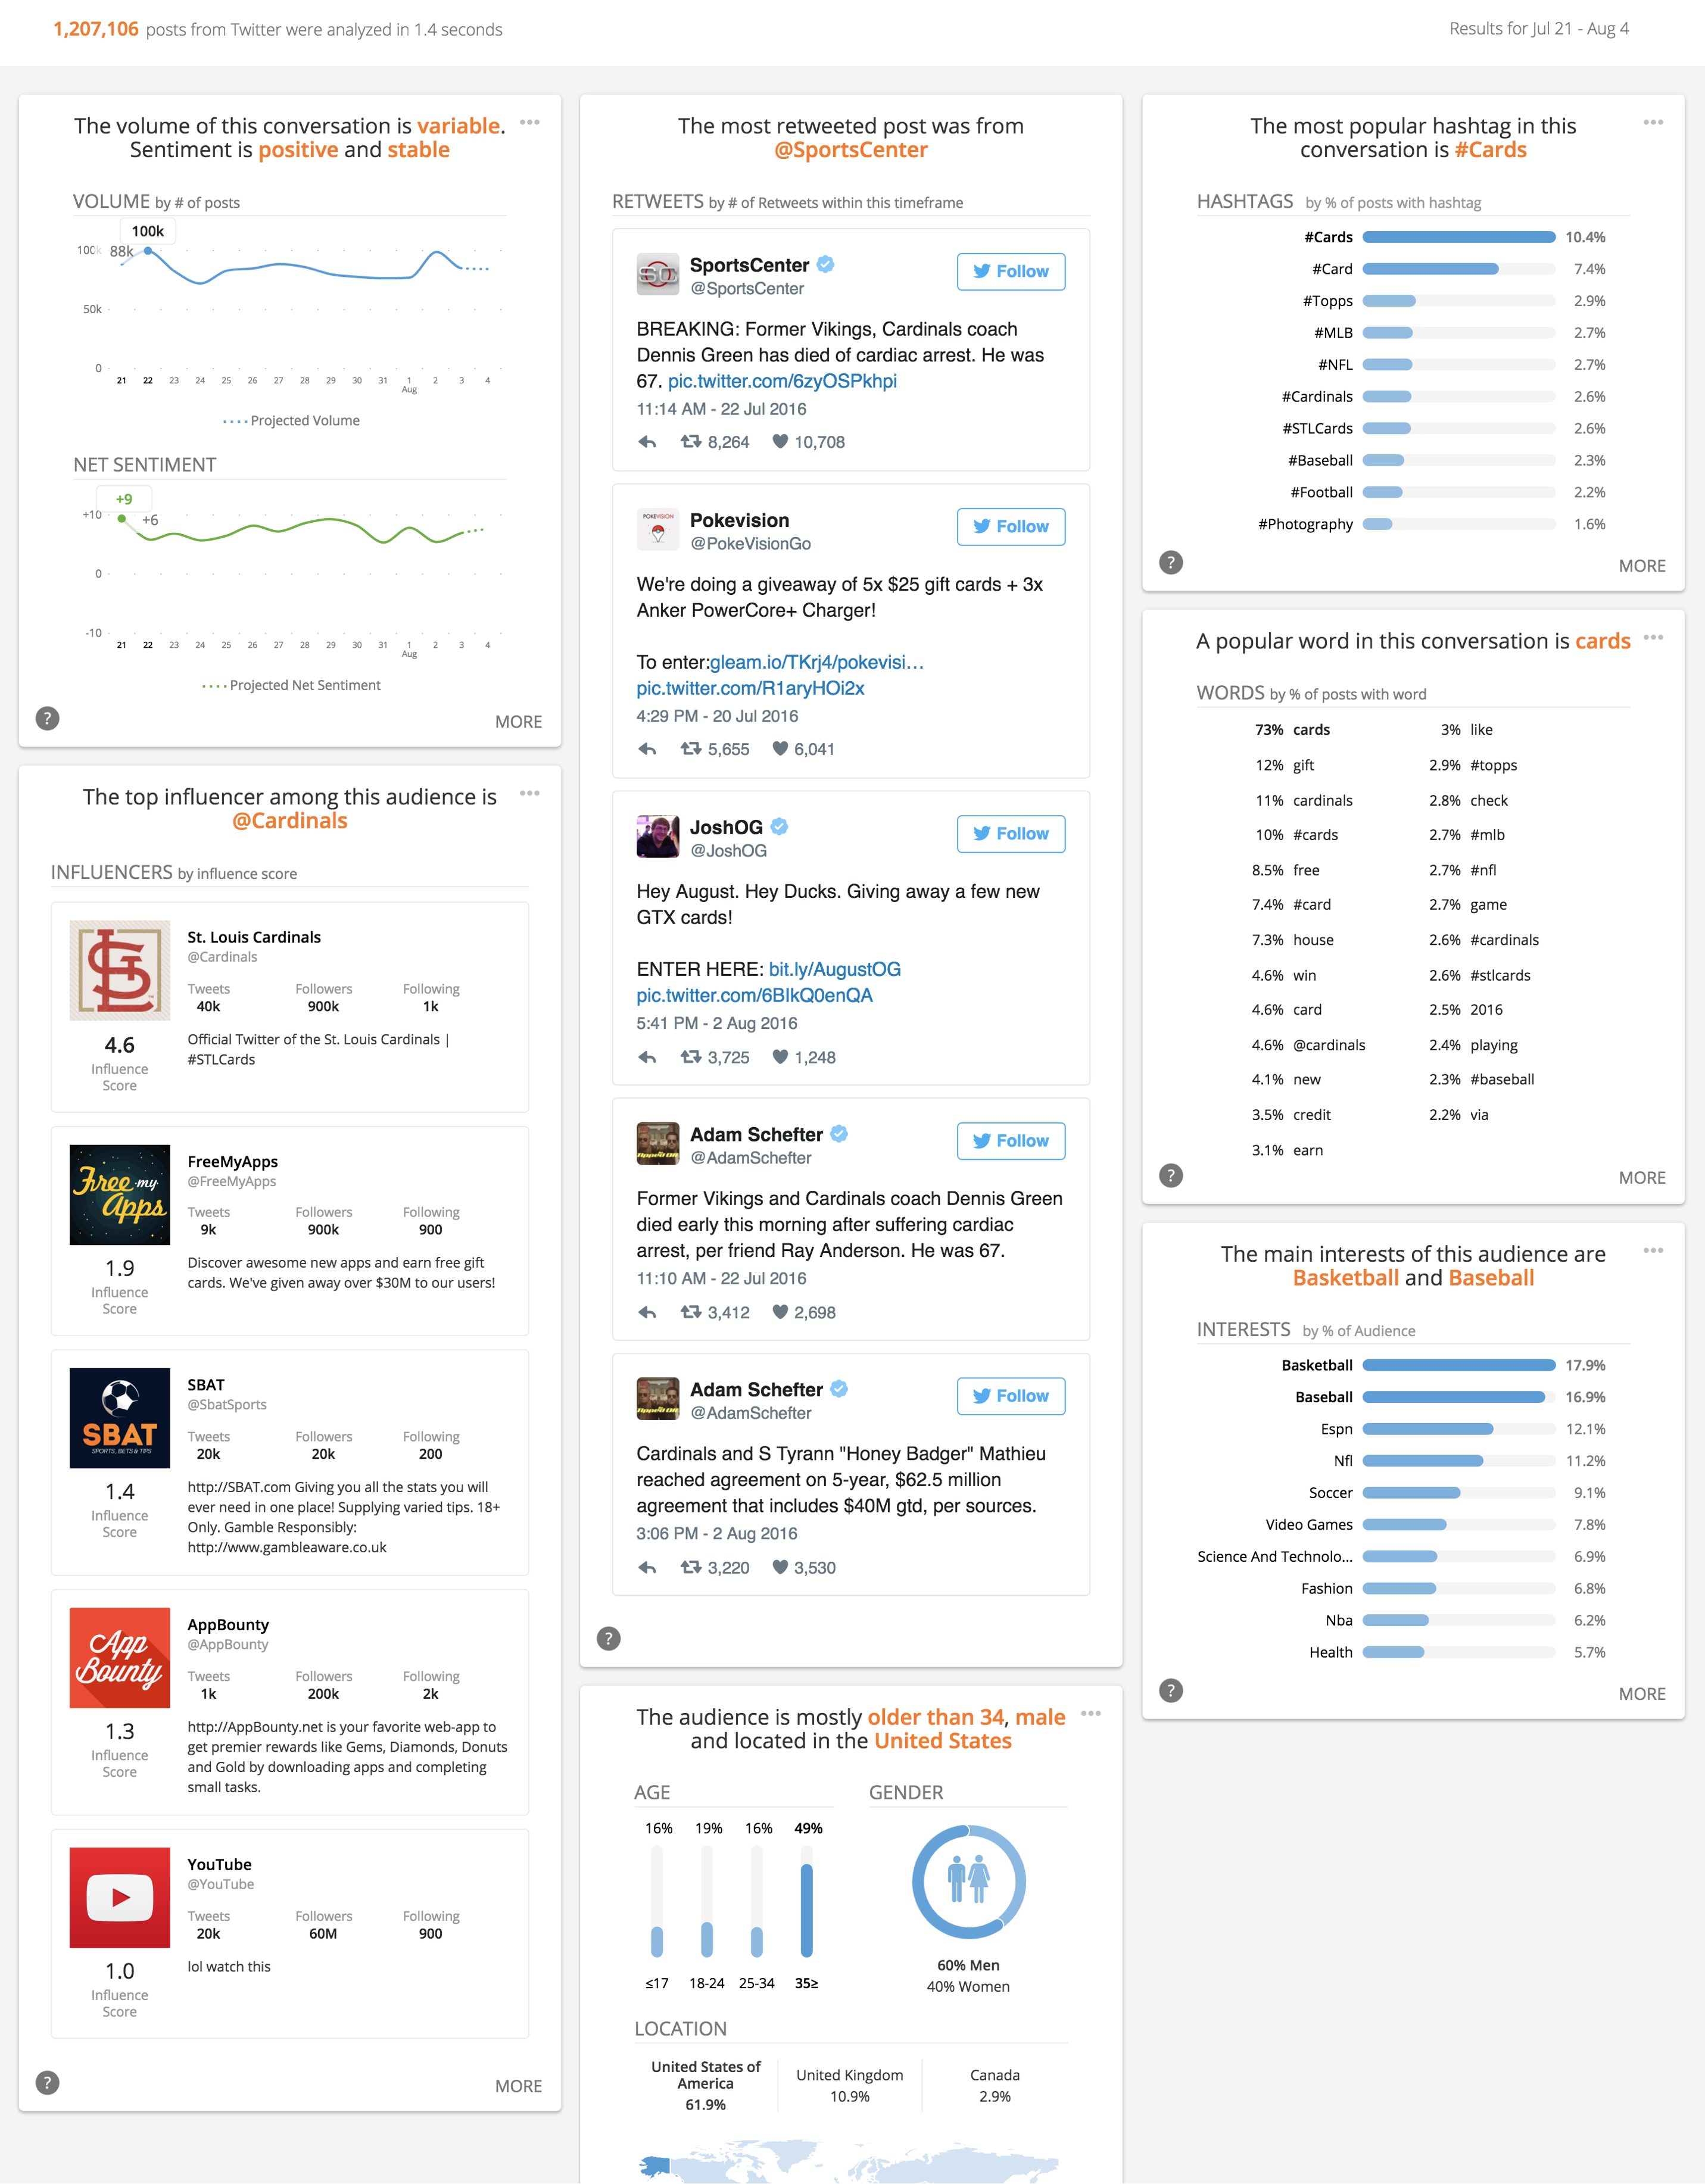 1,207,106 posts from Twitter were analyzed in 1.4 seconds
Results for Jul 21 - Aug 4
The volume of this conversation is variable.
Sentiment is positive and stable
VOLUME by # of posts
100k
100k 88k
50k
0
21 22 23 24 25 26 27 28 29 30 31 1 2 3 4
Aug
Projected Volume
NET SENTIMENT
+9
+10 +6
0
-10
21 22 23 24 25 26 27 28 29 30 31 1 2 3 4
Aug
Projected Net Sentiment
?
MORE
The top influencer among this audience is
@Cardinals
INFLUENCERS by influence score
St. Louis Cardinals
@Cardinals
Tweets Followers Following
40k 900k 1k
4.6
Influence
Score
Official Twitter of the St. Louis Cardinals |
#STLCards
Free my
Apps
FreeMyApps
@FreeMyApps
Tweets Followers Following
9k 900k 900
1.9
Influence
Score
Discover awesome new apps and earn free gift
cards. We've given away over $30M to our users!
SBAT
SPORTS, BETS & TIPS
SBAT
@SbatSports
Tweets Followers Following
20k 20k 200
1.4
Influence
Score
http://SBAT.com Giving you all the stats you will
ever need in one place! Supplying varied tips. 18+
Only. Gamble Responsibly:
http://www.gambleaware.co.uk
App
Bounty
AppBounty
@AppBounty
Tweets Followers Following
1k 200k 2k
1.3
Influence
Score
http://AppBounty.net is your favorite web-app to
get premier rewards like Gems, Diamonds, Donuts
and Gold by downloading apps and completing
small tasks.
YouTube
@YouTube
Tweets Followers Following
20k 60M 900
1.0
Influence
Score
lol watch this
?
MORE
The most retweeted post was from
@SportsCenter
RETWEETS by # of Retweets within this timeframe
SC
SportsCenter
@SportsCenter
Follow
BREAKING: Former Vikings, Cardinals coach
Dennis Green has died of cardiac arrest. He was
67. pic.twitter.com/6zyOSPkhpi
11:14 AM - 22 Jul 2016
8,264 10,708
POKEVISION
Pokevision
@PokeVisionGo
Follow
We're doing a giveaway of 5x $25 gift cards + 3x
Anker PowerCore+ Charger!
To enter:gleam.io/TKrj4/pokevisi…
pic.twitter.com/R1aryHOi2x
4:29 PM - 20 Jul 2016
5,655 6,041
JoshOG
@JoshOG
Follow
Hey August. Hey Ducks. Giving away a few new
GTX cards!
ENTER HERE: bit.ly/AugustOG
pic.twitter.com/6BIkQ0enQA
5:41 PM - 2 Aug 2016
3,725 1,248
Adam Schefter
@AdamSchefter
Follow
Former Vikings and Cardinals coach Dennis Green
died early this morning after suffering cardiac
arrest, per friend Ray Anderson. He was 67.
11:10 AM - 22 Jul 2016
3,412 2,698
Adam Schefter
@AdamSchefter
Follow
Cardinals and S Tyrann "Honey Badger" Mathieu
reached agreement on 5-year, $62.5 million
agreement that includes $40M gtd, per sources.
3:06 PM - 2 Aug 2016
3,220 3,530
?
The audience is mostly older than 34, male
and located in the United States
AGE
16% 19% 16% 49%
≤17 18-24 25-34 35≥
GENDER
60% Men
40% Women
LOCATION
United States of
America
61.9%
United Kingdom
10.9%
Canada
2.9%
The most popular hashtag in this
conversation is #Cards
HASHTAGS by % of posts with hashtag
#Cards 10.4%
#Card 7.4%
#Topps 2.9%
#MLB 2.7%
#NFL 2.7%
#Cardinals 2.6%
#STLCards 2.6%
#Baseball 2.3%
#Football 2.2%
#Photography 1.6%
?
MORE
A popular word in this conversation is cards
WORDS by % of posts with word
73% cards 3% like
12% gift 2.9% #topps
11% cardinals 2.8% check
10% #cards 2.7% #mlb
8.5% free 2.7% #nfl
7.4% #card 2.7% game
7.3% house 2.6% #cardinals
4.6% win 2.6% #stlcards
4.6% card 2.5% 2016
4.6% @cardinals 2.4% playing
4.1% new 2.3% #baseball
3.5% credit 2.2% via
3.1% earn
?
MORE
The main interests of this audience are
Basketball and Baseball
INTERESTS by % of Audience
Basketball 17.9%
Baseball 16.9%
Espn 12.1%
Nfl 11.2%
Soccer 9.1%
Video Games 7.8%
Science And Technolo... 6.9%
Fashion 6.8%
Nba 6.2%
Health 5.7%
?
MORE